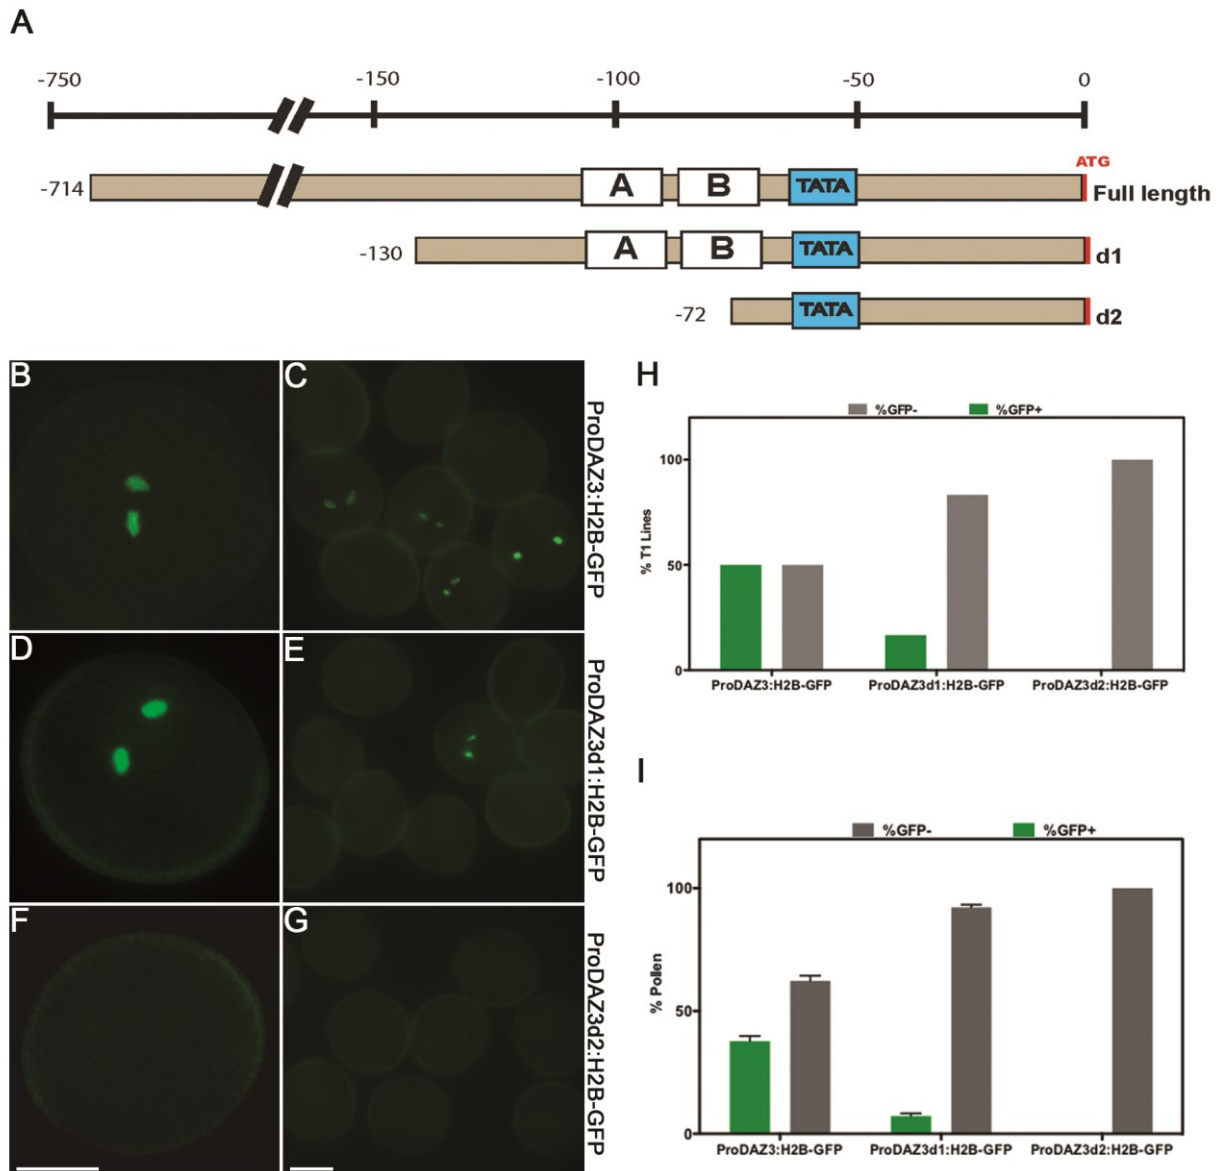 A
-750 -150 -100 -50 0
ATG
-714 A B TATA Full length
-130 A B TATA d1
-72 TATA d2
B
C
ProDAZ3:H2B-GFP
D
E
ProDAZ3d1:H2B-GFP
F
G
ProDAZ3d2:H2B-GFP
H
%GFP- %GFP+
% T1 Lines
100
50
0
ProDAZ3:H2B-GFP ProDAZ3d1:H2B-GFP ProDAZ3d2:H2B-GFP
I
%GFP- %GFP+
% Pollen
100
50
0
ProDAZ3:H2B-GFP ProDAZ3d1:H2B-GFP ProDAZ3d2:H2B-GFP